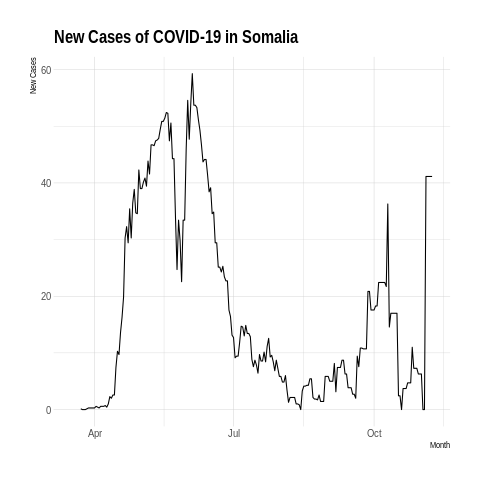 New Cases of COVID-19 in Somalia
New Cases
60
40
20
0
Apr
Jul
Oct
Month